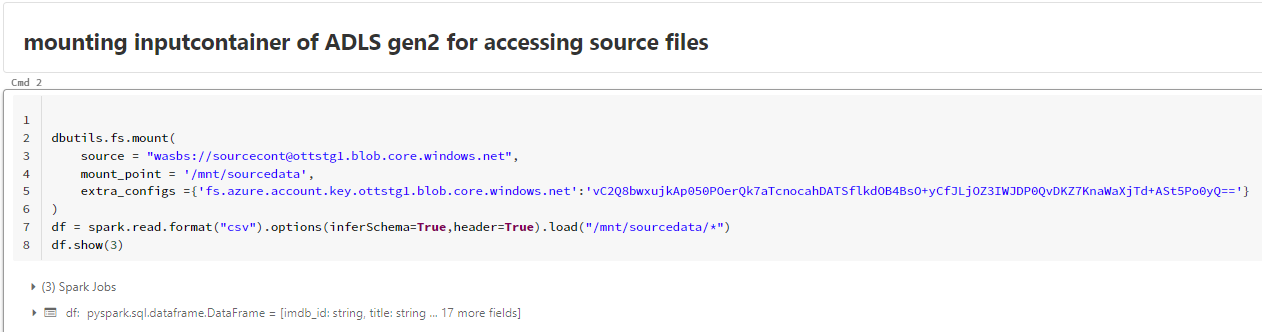 mounting inputcontainer of ADLS gen2 for accessing source files
Cmd 2
1
2 dbutils.fs.mount(
3 source = "wasbs://sourcecont@ottstg1.blob.core.windows.net",
4 mount_point = '/mnt/sourcedata',
5 extra_configs ={'fs.azure.account.key.ottstg1.blob.core.windows.net':'vC2Q8bwxujkAp050POerQk7aTcnocahDATSflkdOB4BsO+yCfJLjOZ3IWJDP0QvDKZ7KnaWaXjTd+ASt5Po0yQ=='}
6 )
7 df = spark.read.format("csv").options(inferSchema=True,header=True).load("/mnt/sourcedata/*")
8 df.show(3)
(3) Spark Jobs
df: pyspark.sql.dataframe.DataFrame = [imdb_id: string, title: string ... 17 more fields]